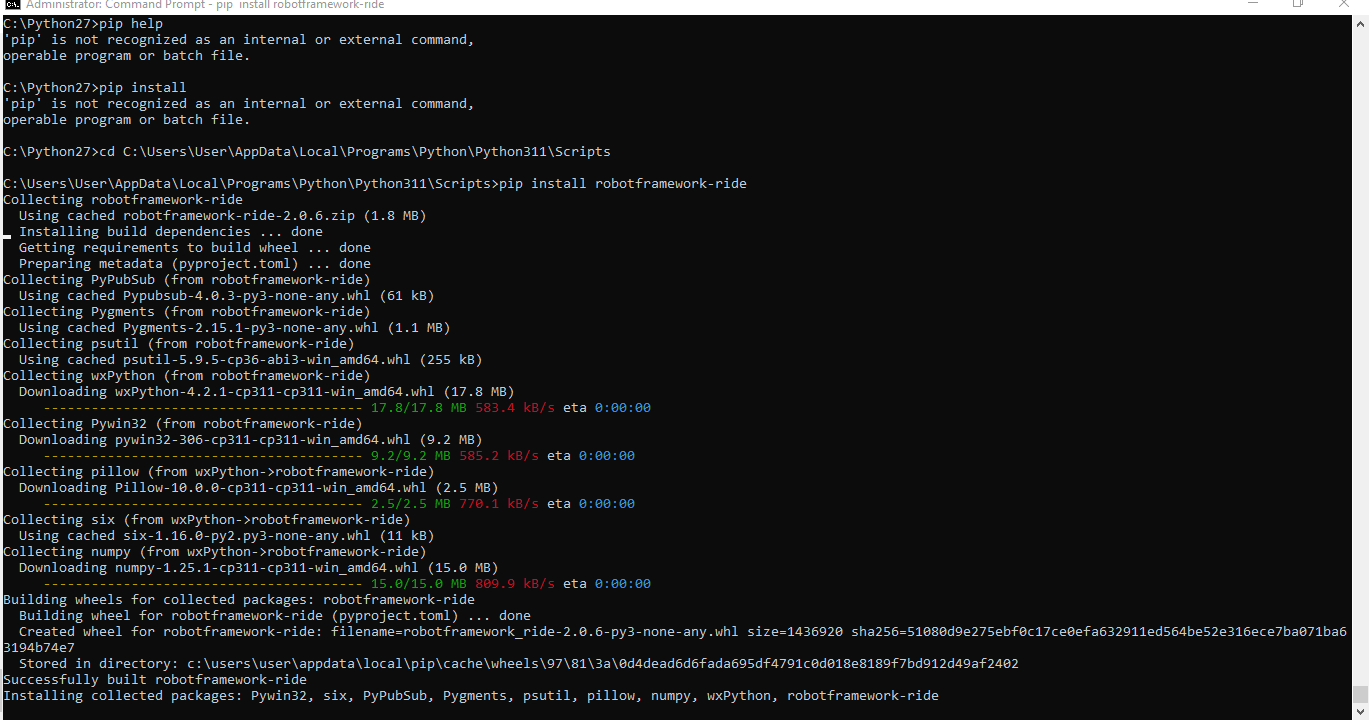 Administrator: Command Prompt - pip install robotframework-ride
C:\Python27>pip help
'pip' is not recognized as an internal or external command,
operable program or batch file.
C:\Python27>pip install
'pip' is not recognized as an internal or external command,
operable program or batch file.
C:\Python27>cd C:\Users\User\AppData\Local\Programs\Python\Python311\Scripts
C:\Users\User\AppData\Local\Programs\Python\Python311\Scripts>pip install robotframework-ride
Collecting robotframework-ride
  Using cached robotframework-ride-2.0.6.zip (1.8 MB)
  Installing build dependencies ... done
  Getting requirements to build wheel ... done
  Preparing metadata (pyproject.toml) ... done
Collecting PyPubSub (from robotframework-ride)
  Using cached Pypubsub-4.0.3-py3-none-any.whl (61 kB)
Collecting Pygments (from robotframework-ride)
  Using cached Pygments-2.15.1-py3-none-any.whl (1.1 MB)
Collecting psutil (from robotframework-ride)
  Using cached psutil-5.9.5-cp36-abi3-win_amd64.whl (255 kB)
Collecting wxPython (from robotframework-ride)
  Downloading wxPython-4.2.1-cp311-cp311-win_amd64.whl (17.8 MB)
     ---------------------------------------- 17.8/17.8 MB 583.4 kB/s eta 0:00:00
Collecting Pywin32 (from robotframework-ride)
  Downloading pywin32-306-cp311-cp311-win_amd64.whl (9.2 MB)
     ---------------------------------------- 9.2/9.2 MB 585.2 kB/s eta 0:00:00
Collecting pillow (from wxPython->robotframework-ride)
  Downloading Pillow-10.0.0-cp311-cp311-win_amd64.whl (2.5 MB)
     ---------------------------------------- 2.5/2.5 MB 770.1 kB/s eta 0:00:00
Collecting six (from wxPython->robotframework-ride)
  Using cached six-1.16.0-py2.py3-none-any.whl (11 kB)
Collecting numpy (from wxPython->robotframework-ride)
  Downloading numpy-1.25.1-cp311-cp311-win_amd64.whl (15.0 MB)
     ---------------------------------------- 15.0/15.0 MB 809.9 kB/s eta 0:00:00
Building wheels for collected packages: robotframework-ride
  Building wheel for robotframework-ride (pyproject.toml) ... done
  Created wheel for robotframework-ride: filename=robotframework_ride-2.0.6-py3-none-any.whl size=1436920 sha256=51080d9e275ebf0c17ce0efa632911ed564be52e316ece7ba071ba6
3194b74e7
  Stored in directory: c:\users\user\appdata\local\pip\cache\wheels\97\81\3a\0d4dead6d6fada695df4791c0d018e8189f7bd912d49af2402
Successfully built robotframework-ride
Installing collected packages: Pywin32, six, PyPubSub, Pygments, psutil, pillow, numpy, wxPython, robotframework-ride